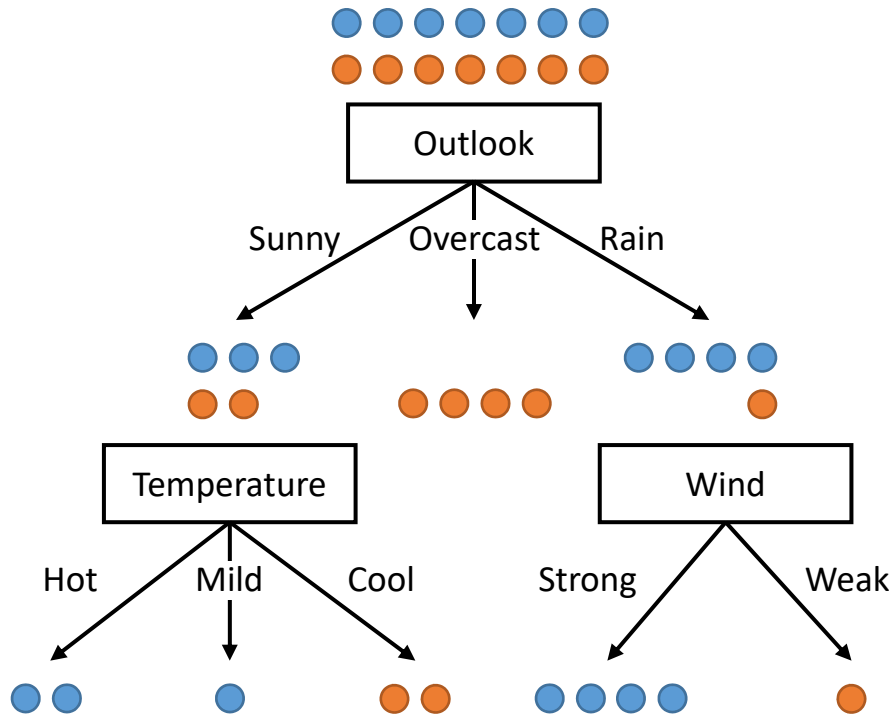 Outlook
Sunny
Overcast
Rain
Temperature
Wind
Hot
Mild
Cool
Strong
Weak